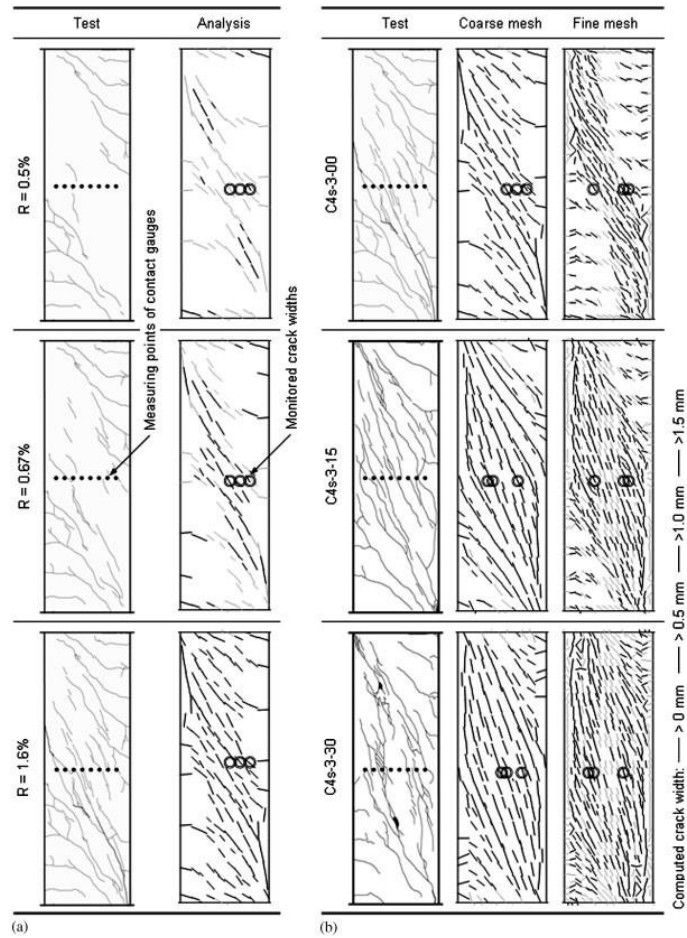 Test
Analysis
Test
Coarse mesh
Fine mesh
R = 0.5%
R = 0.67%
R = 1.6%
Measuring points of contact gauges
Monitored crack widths
C4s-3-00
C4s-3-15
C4s-3-30
Computed crack width: —— > 0 mm —— > 0.5 mm —— >1.0 mm —— >1.5 mm
(a)
(b)